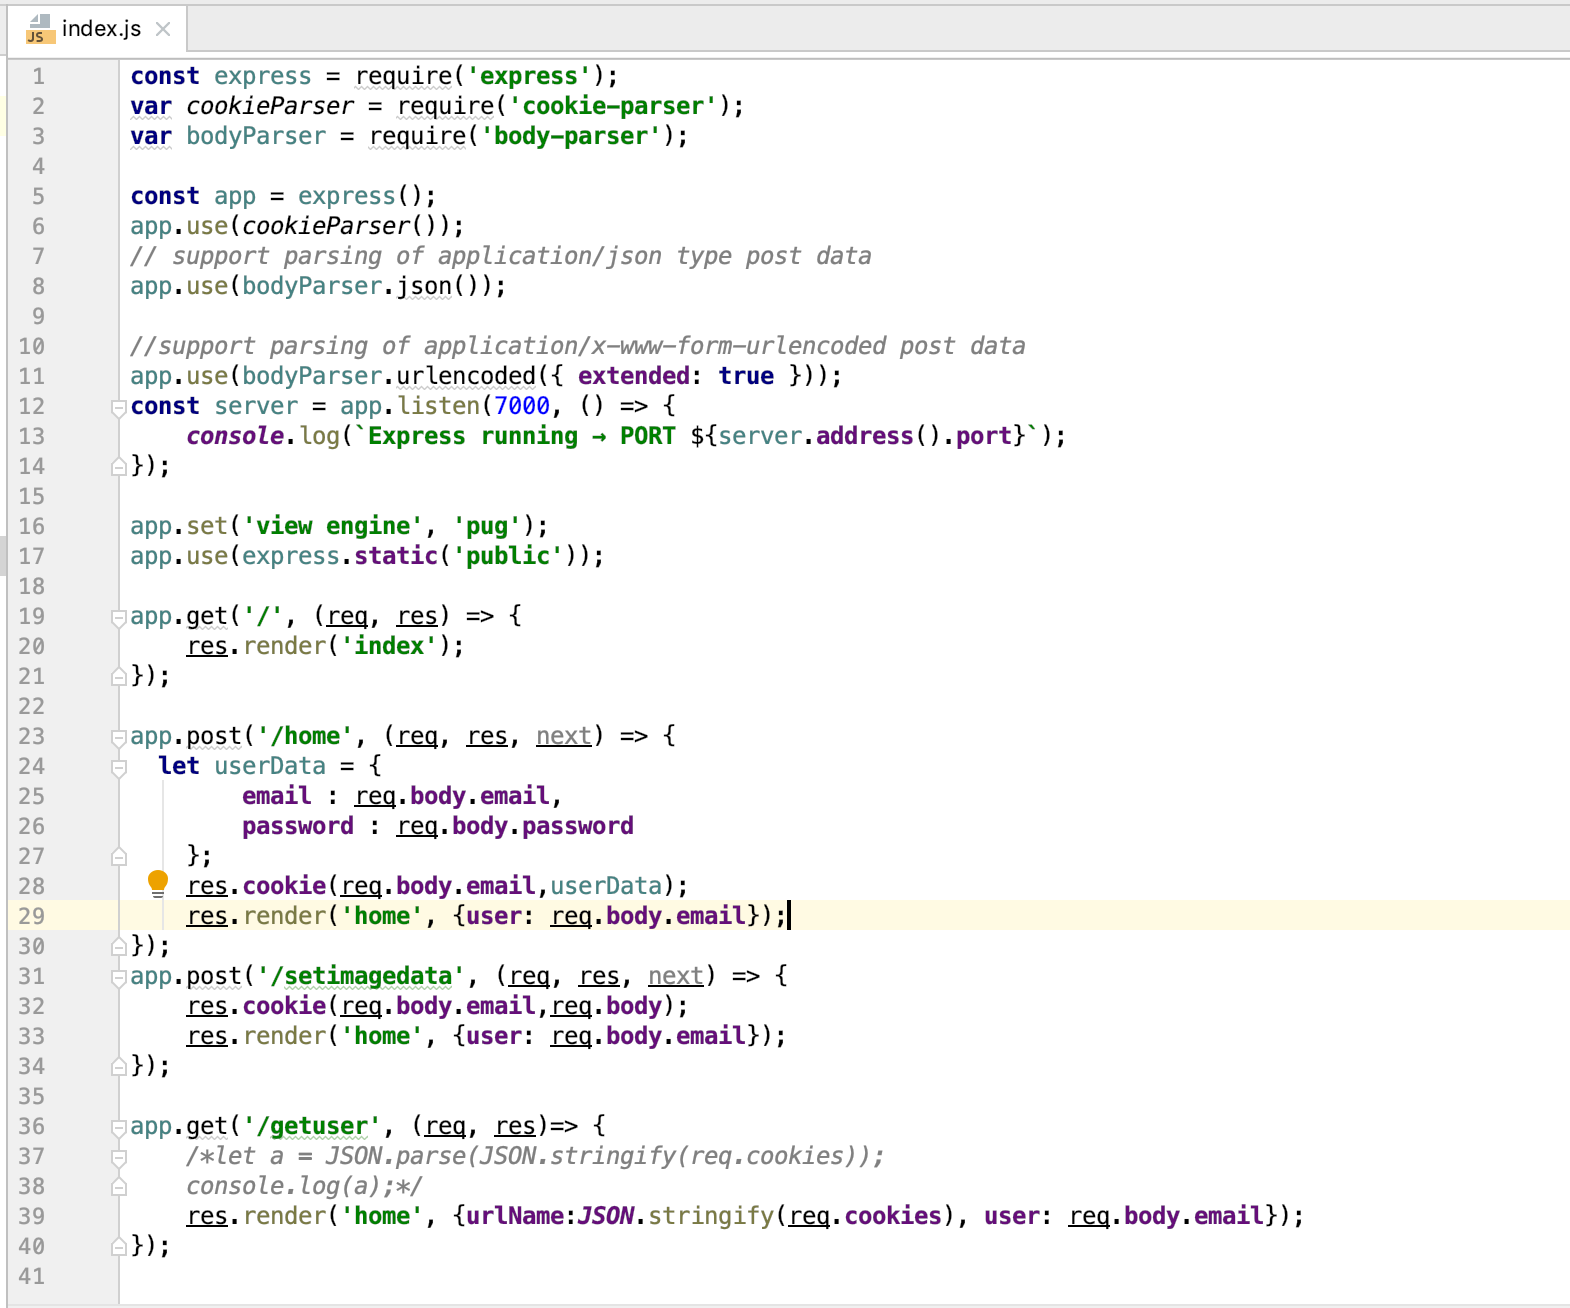 JS index.js
1 const express = require('express');
2 var cookieParser = require('cookie-parser');
3 var bodyParser = require('body-parser');
4
5 const app = express();
6 app.use(cookieParser());
7 // support parsing of application/json type post data
8 app.use(bodyParser.json());
9
10 //support parsing of application/x-www-form-urlencoded post data
11 app.use(bodyParser.urlencoded({ extended: true }));
12 const server = app.listen(7000, () => {
13     console.log(`Express running → PORT ${server.address().port}`);
14 });
15
16 app.set('view engine', 'pug');
17 app.use(express.static('public'));
18
19 app.get('/', (req, res) => {
20     res.render('index');
21 });
22
23 app.post('/home', (req, res, next) => {
24   let userData = {
25         email : req.body.email,
26         password : req.body.password
27     };
28     res.cookie(req.body.email,userData);
29     res.render('home', {user: req.body.email});
30 });
31 app.post('/setimagedata', (req, res, next) => {
32     res.cookie(req.body.email,req.body);
33     res.render('home', {user: req.body.email});
34 });
35
36 app.get('/getuser', (req, res)=> {
37     /*let a = JSON.parse(JSON.stringify(req.cookies));
38     console.log(a);*/
39     res.render('home', {urlName:JSON.stringify(req.cookies), user: req.body.email});
40 });
41